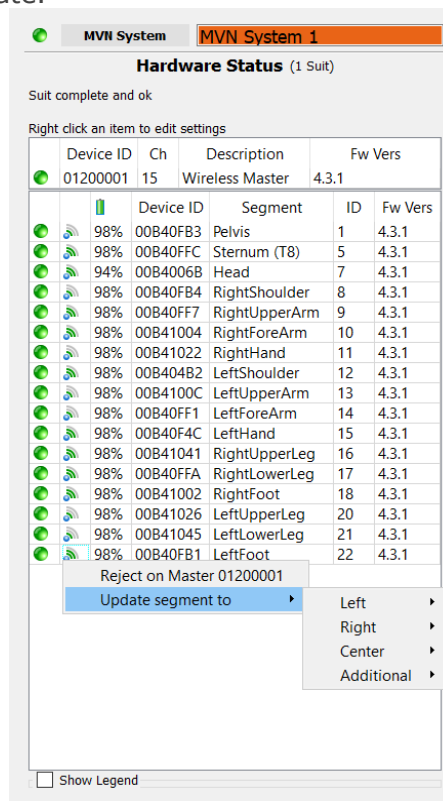 MVN System MVN System 1
Hardware Status (1 Suit)
Suit complete and ok
Right click an item to edit settings
Device ID Ch Description Fw Vers
01200001 15 Wireless Master 4.3.1
Device ID Segment ID Fw Vers
98% 00B40FB3 Pelvis 1 4.3.1
98% 00B40FFC Sternum (T8) 5 4.3.1
94% 00B4006B Head 7 4.3.1
98% 00B40FB4 RightShoulder 8 4.3.1
98% 00B40FF7 RightUpperArm 9 4.3.1
98% 00B41004 RightForeArm 10 4.3.1
98% 00B41022 RightHand 11 4.3.1
98% 00B404B2 LeftShoulder 12 4.3.1
98% 00B4100C LeftUpperArm 13 4.3.1
98% 00B40FF1 LeftForeArm 14 4.3.1
98% 00B40F4C LeftHand 15 4.3.1
98% 00B41041 RightUpperLeg 16 4.3.1
98% 00B40FFA RightLowerLeg 17 4.3.1
98% 00B41002 RightFoot 18 4.3.1
98% 00B41026 LeftUpperLeg 20 4.3.1
98% 00B41045 LeftLowerLeg 21 4.3.1
98% 00B40FB1 LeftFoot 22 4.3.1
Reject on Master 01200001
Update segment to
Left
Right
Center
Additional
Show Legend